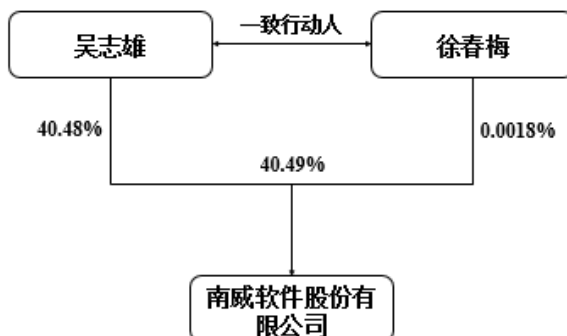 吴志雄
一致行动人
徐春梅
40.48%
0.0018%
40.49%
南威软件股份有
限公司